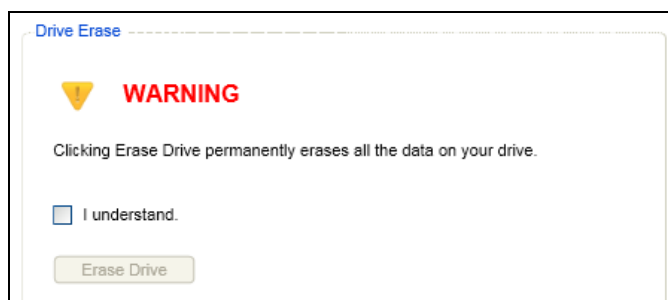 Drive Erase
WARNING
Clicking Erase Drive permanently erases all the data on your drive.
I understand.
Erase Drive